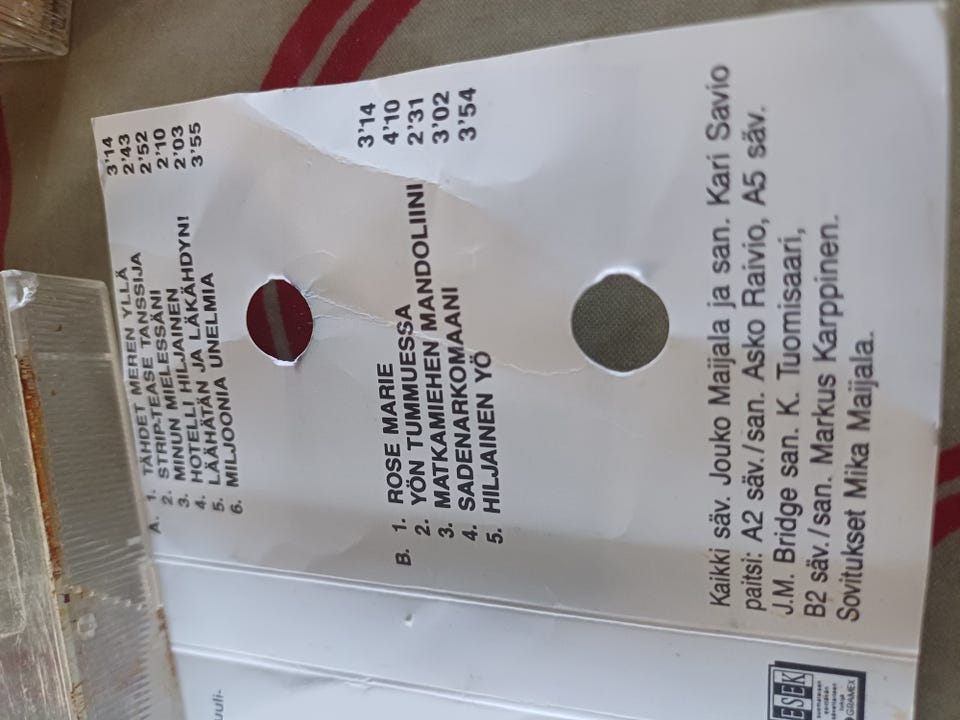 A. 1. TÄHDET MEREN YLLÄ 3'14
2. STRIP-TEASE TANSSIJA 2'43
3. MINUN MIELESSÄNI 2'52
4. HOTELLI HILJAINEN 2'10
5. LÄÄHÄTÄN JA LÄKÄHDYN! 2'03
6. MILJOONIA UNELMIA 3'55
B. 1. ROSE MARIE 3'14
2. YÖN TUMMUESSA 4'10
3. MATKAMIEHEN MANDOLIINI 2'31
4. SADENARKOMAANI 3'02
5. HILJAINEN YÖ 3'54
Kaikki säv. Jouko Maijala ja san. Kari Savio
paitsi: A2 säv./san. Asko Raivio, A5 säv.
J.M. Bridge san. K. Tuomisaari,
B2 säv./san. Markus Karppinen.
Sovitukset Mika Maijala.
ESEK
GRAMEX
uuli-